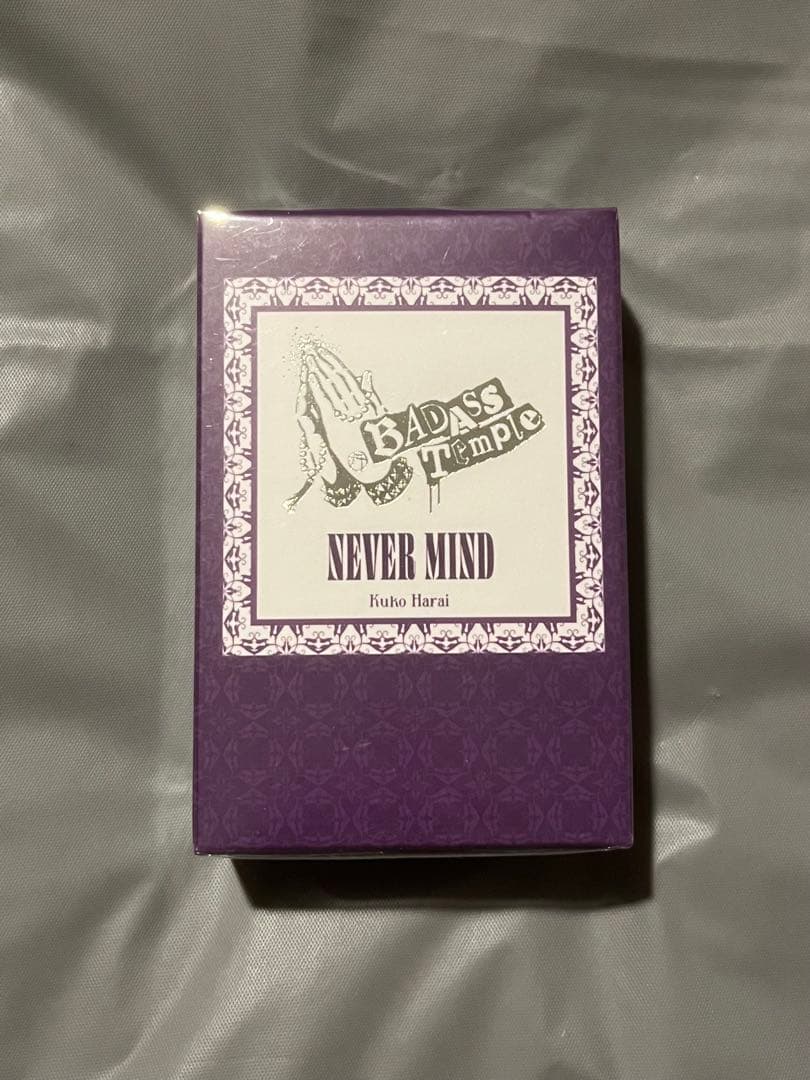 BADASS
Temple
NEVER MIND
Kuko Harai